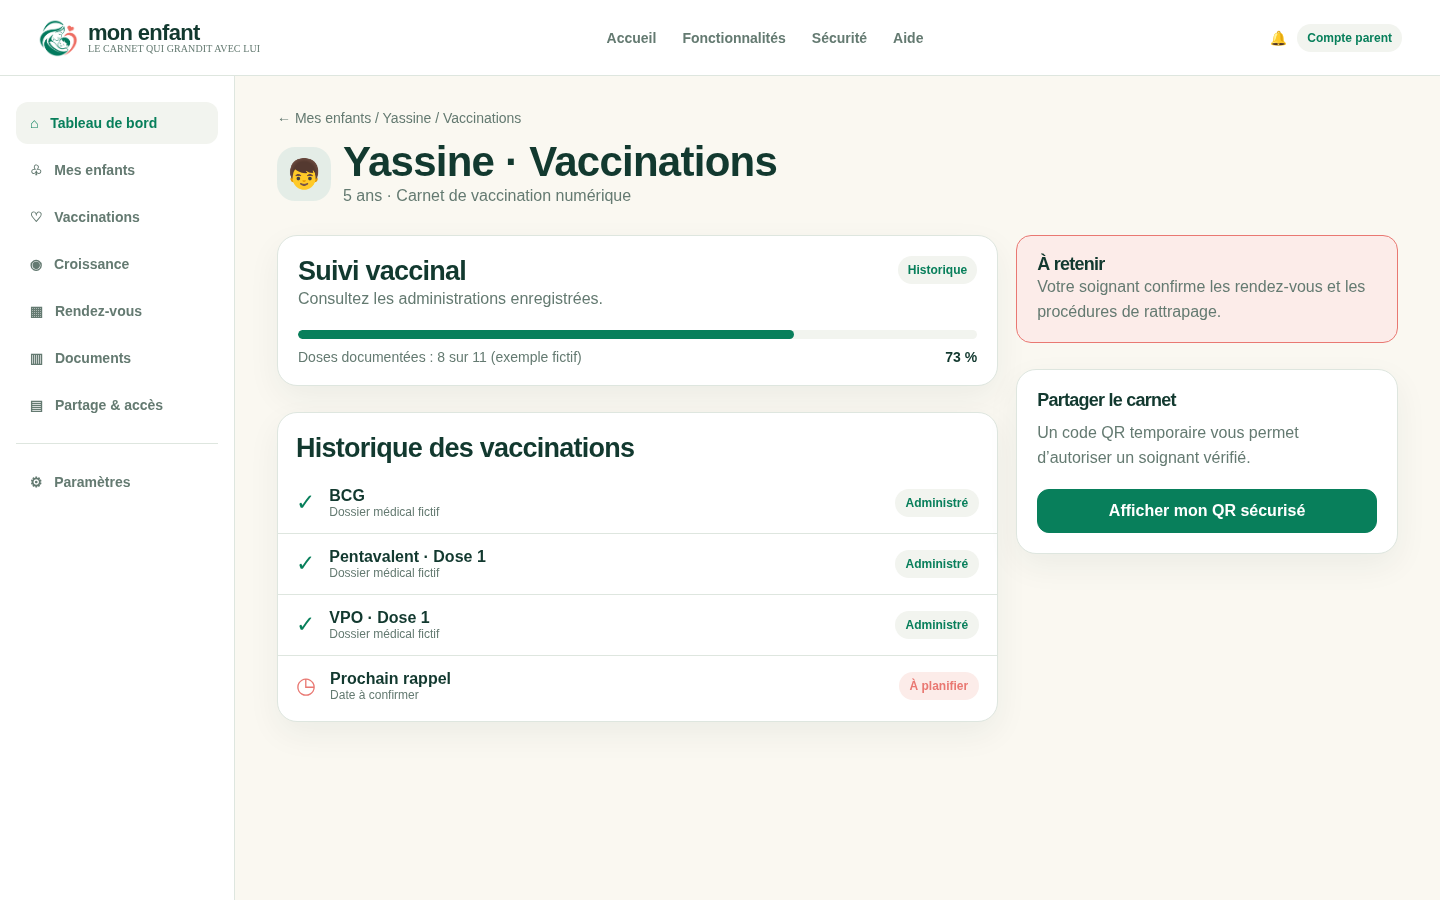 mon enfant
LE CARNET QUI GRANDIT AVEC LUI
Accueil
Fonctionnalités
Sécurité
Aide
Compte parent
Tableau de bord
Mes enfants
Vaccinations
Croissance
Rendez-vous
Documents
Partage & accès
Paramètres
← Mes enfants / Yassine / Vaccinations
Yassine · Vaccinations
5 ans · Carnet de vaccination numérique
Suivi vaccinal
Historique
Consultez les administrations enregistrées.
Doses documentées : 8 sur 11 (exemple fictif)
73 %
Historique des vaccinations
✓ BCG
Dossier médical fictif
Administré
✓ Pentavalent · Dose 1
Dossier médical fictif
Administré
✓ VPO · Dose 1
Dossier médical fictif
Administré
Prochain rappel
Date à confirmer
À planifier
À retenir
Votre soignant confirme les rendez-vous et les
procédures de rattrapage.
Partager le carnet
Un code QR temporaire vous permet
d’autoriser un soignant vérifié.
Afficher mon QR sécurisé